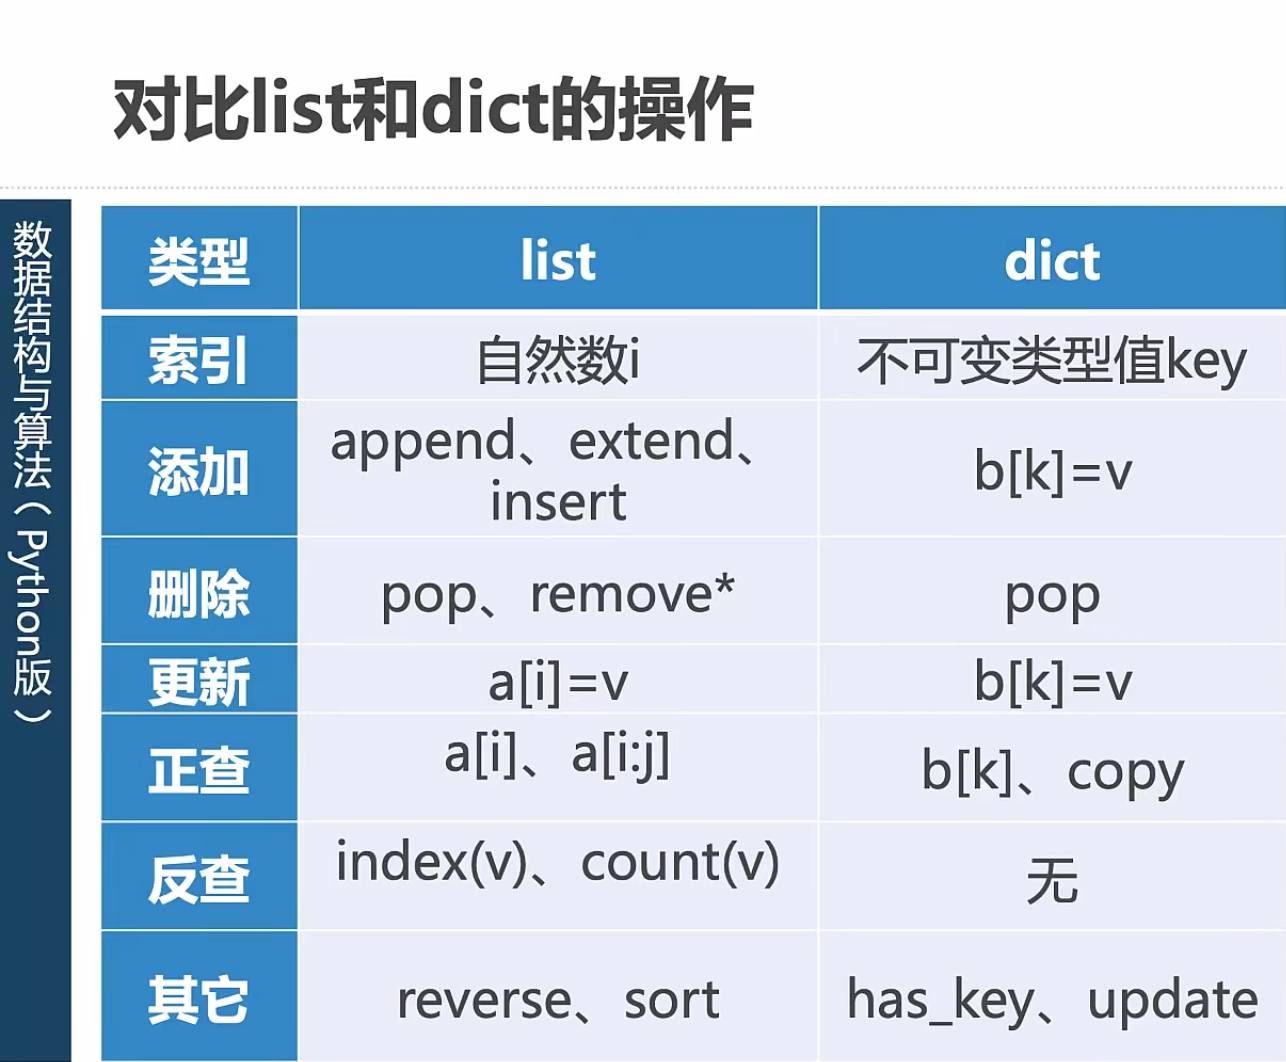 对比list和dict的操作
数据结构与算法（Python版）
类型 list dict
索引 自然数i 不可变类型值key
添加 append、extend、 b[k]=v
insert
删除 pop、remove* pop
更新 a[i]=v b[k]=v
正查 a[i]、a[i:j] b[k]、copy
反查 index(v)、count(v) 无
其它 reverse、sort has_key、update